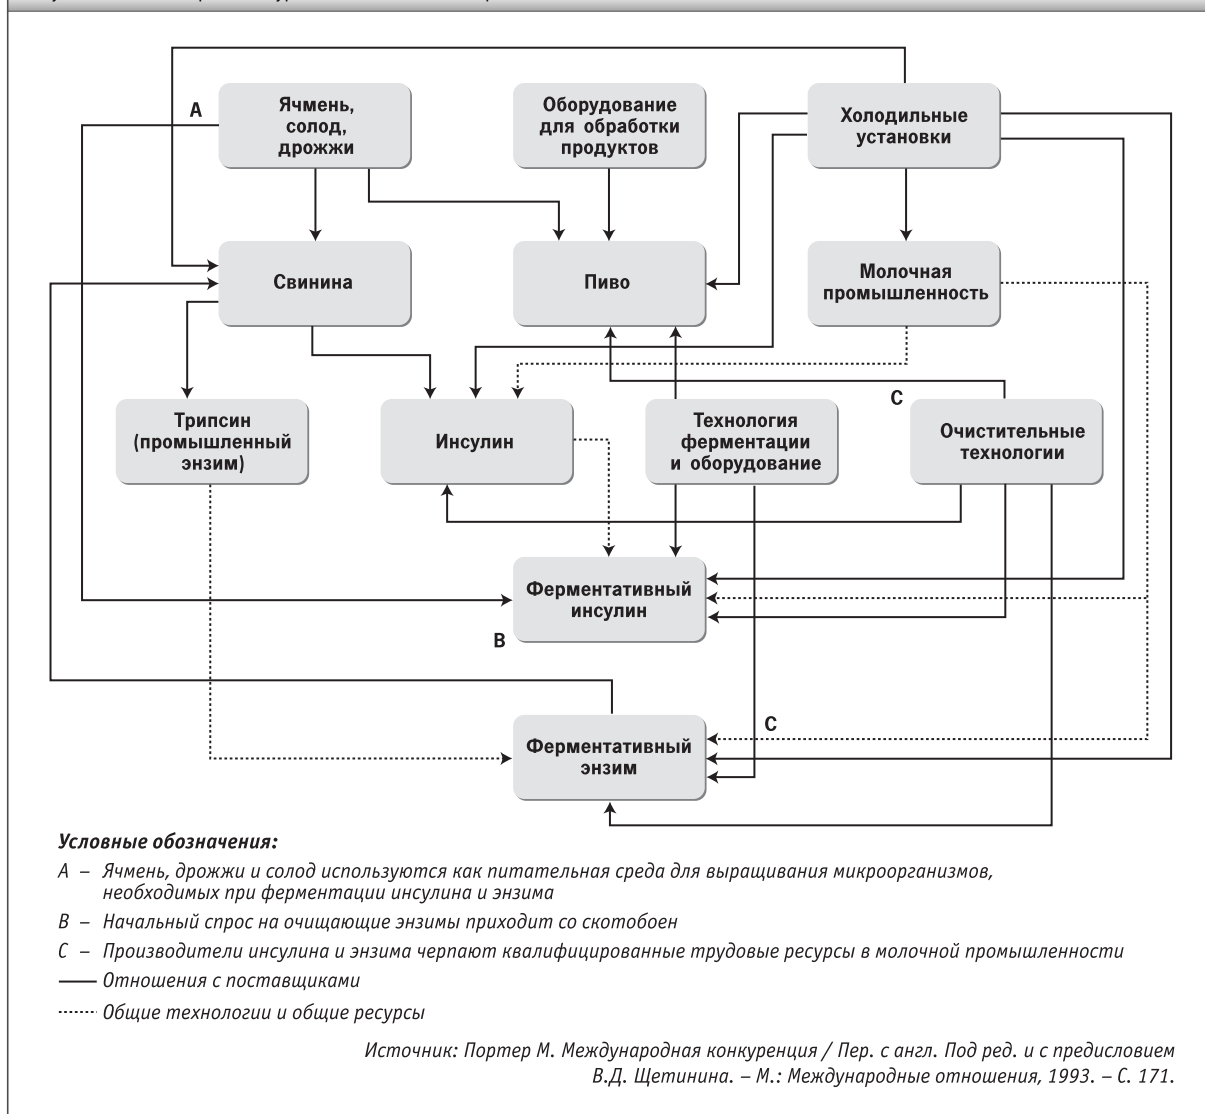 А
Ячмень,
солод,
дрожжи
Оборудование
для обработки
продуктов
Холодильные
установки
Свинина
Пиво
Молочная
промышленность
Трипсин
(промышленный
энзим)
Инсулин
Технология
ферментации
и оборудование
С
Очистительные
технологии
Ферментативный
инсулин
В
Ферментативный
энзим
С
Условные обозначения:
А – Ячмень, дрожжи и солод используются как питательная среда для выращивания микроорганизмов,
необходимых при ферментации инсулина и энзима
В – Начальный спрос на очищающие энзимы приходит со скотобоен
С – Производители инсулина и энзима черпают квалифицированные трудовые ресурсы в молочной промышленности
Отношения с поставщиками
Общие технологии и общие ресурсы
Источник: Портер М. Международная конкуренция / Пер. с англ. Под ред. и с предисловием
В.Д. Щетинина. – М.: Международные отношения, 1993. – С. 171.